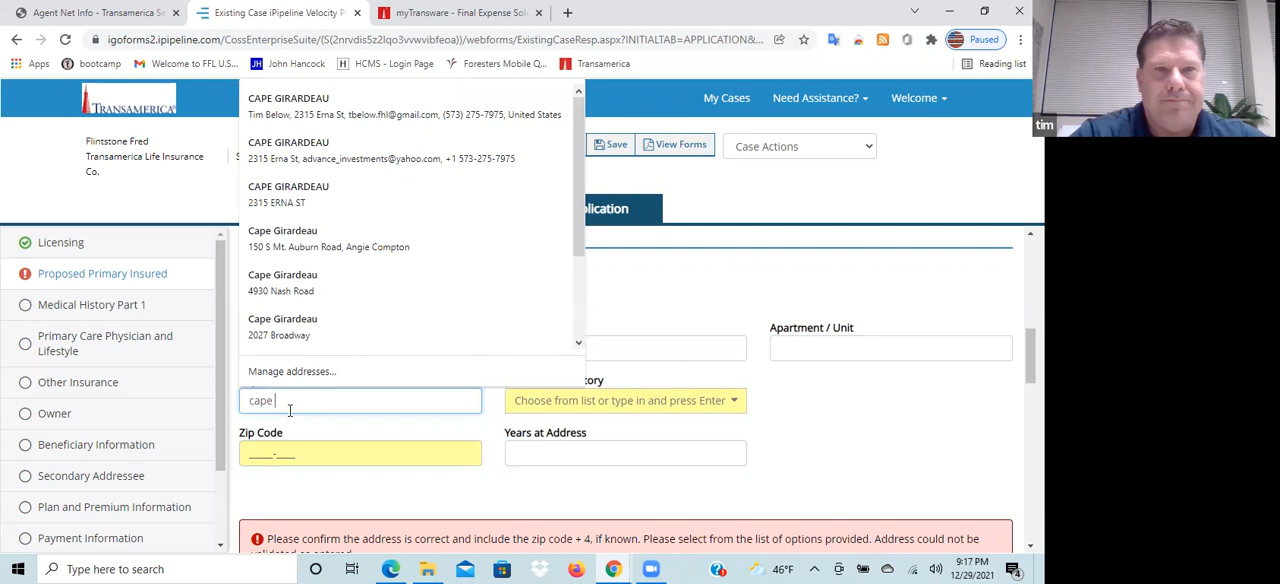 Agent Net Info - Transamerica Se
Existing Case iPipeline Velocity P
myTransware - Final Expense Sol
igoforms2.ipipeline.com/CossEnterpriseSuite/(S(2nrvdis5z2lqo3vwwvibfeoa))/webforms/ExistingCaseResp.aspx?INITIALTAB=APPLICATION&...
Paused
Apps
bootcamp
Welcome to FFL U.S...
John Hancock
HCMS - Login Page
Foresters Mobile Q...
Transamerica
Reading list
TRANSAMERICA
My Cases
Need Assistance?
Welcome
tim
Flintstone Fred
Transamerica Life Insurance
Co.
S
Save
View Forms
Case Actions
plication
CAPE GIRARDEAU
Tim Below, 2315 Erna St, tbelow.fhl@gmail.com, (573) 275-7975, United States
CAPE GIRARDEAU
2315 Erna St, advance_investments@yahoo.com, +1 573-275-7975
CAPE GIRARDEAU
2315 ERNA ST
Cape Girardeau
150 S Mt. Auburn Road, Angie Compton
Cape Girardeau
4930 Nash Road
Cape Girardeau
2027 Broadway
Manage addresses...
Licensing
Proposed Primary Insured
Medical History Part 1
Primary Care Physician and
Lifestyle
Other Insurance
Owner
Beneficiary Information
Secondary Addressee
Plan and Premium Information
Payment Information
Apartment / Unit
tory
cape
Choose from list or type in and press Enter
Zip Code
Years at Address
_____-____
Please confirm the address is correct and include the zip code + 4, if known. Please select from the list of options provided. Address could not be
validated as entered.
Type here to search
46°F
9:17 PM
12/29/2021
4